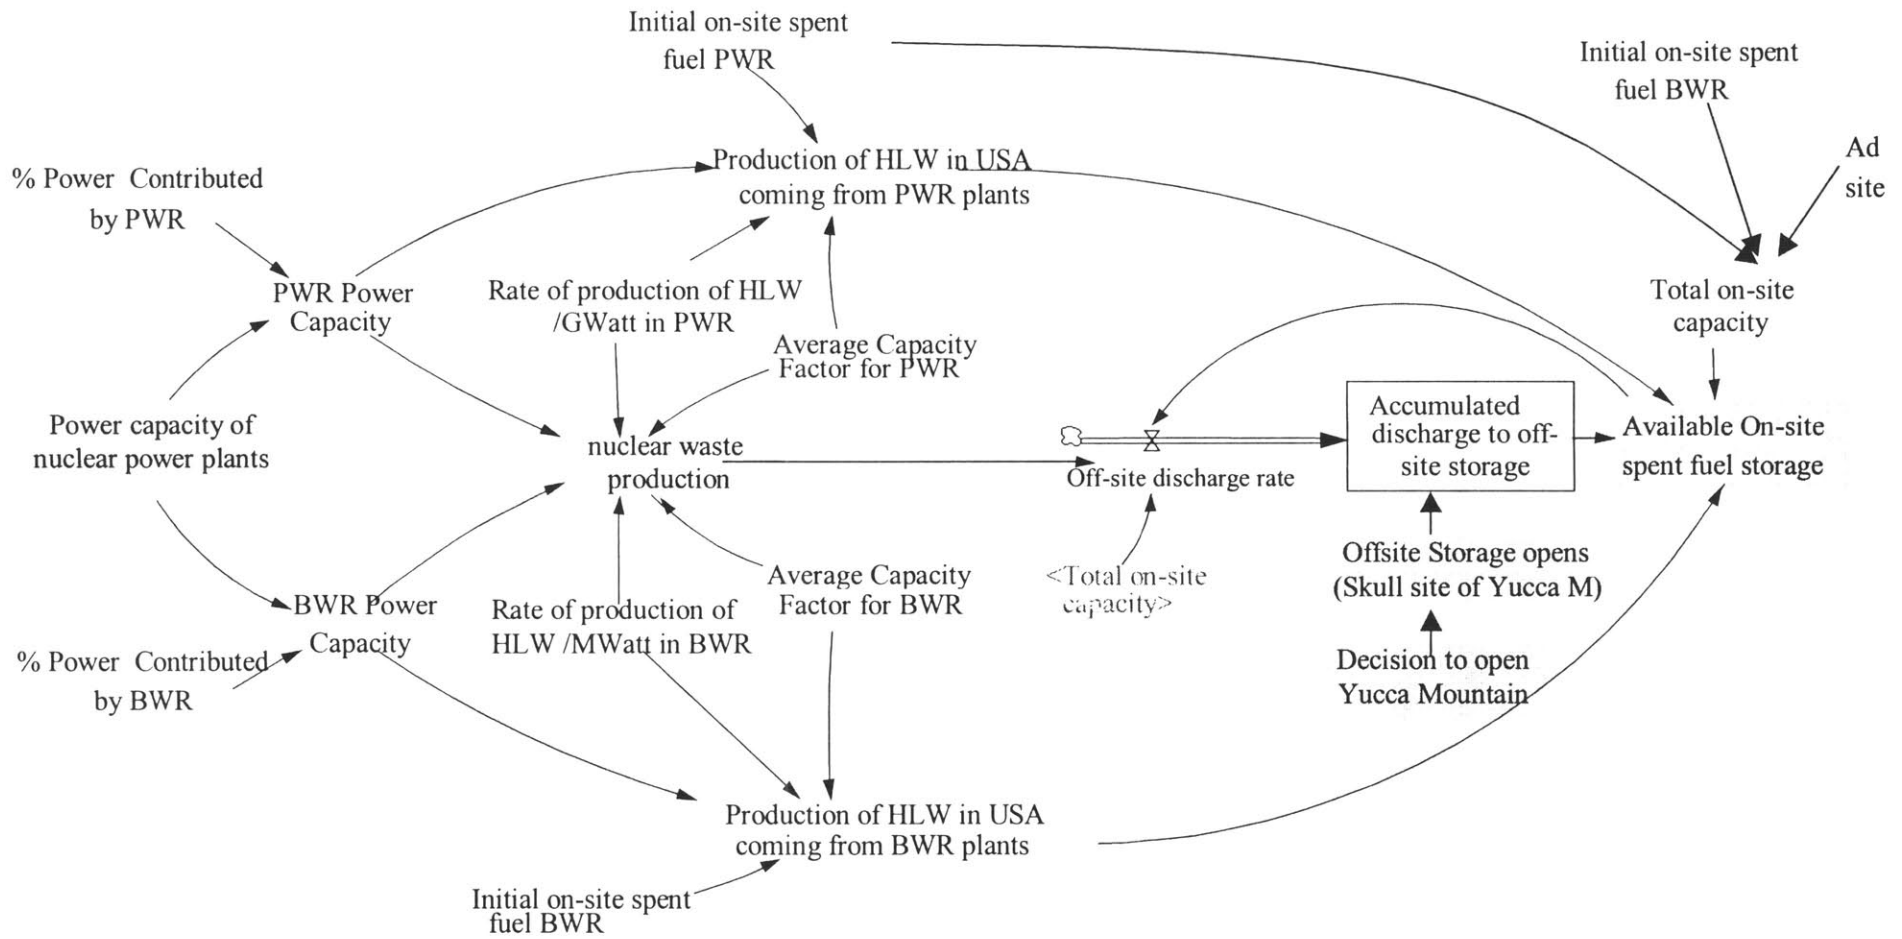 Initial on-site spent
fuel PWR
Initial on-site spent
fuel BWR
Ad
site
Production of HLW in USA
coming from PWR plants
% Power Contributed
by PWR
PWR Power
Capacity
Rate of production of HLW
/GWatt in PWR
Average Capacity
Factor for PWR
Total on-site
capacity
Power capacity of
nuclear power plants
nuclear waste
production
Off-site discharge rate
Accumulated
discharge to off-
site storage
Available On-site
spent fuel storage
<Total on-site
capacity>
Offsite Storage opens
(Skull site of Yucca M)
Decision to open
Yucca Mountain
Average Capacity
Factor for BWR
Rate of production of
HLW /MWatt in BWR
BWR Power
Capacity
% Power Contributed
by BWR
Production of HLW in USA
coming from BWR plants
Initial on-site spent
fuel BWR